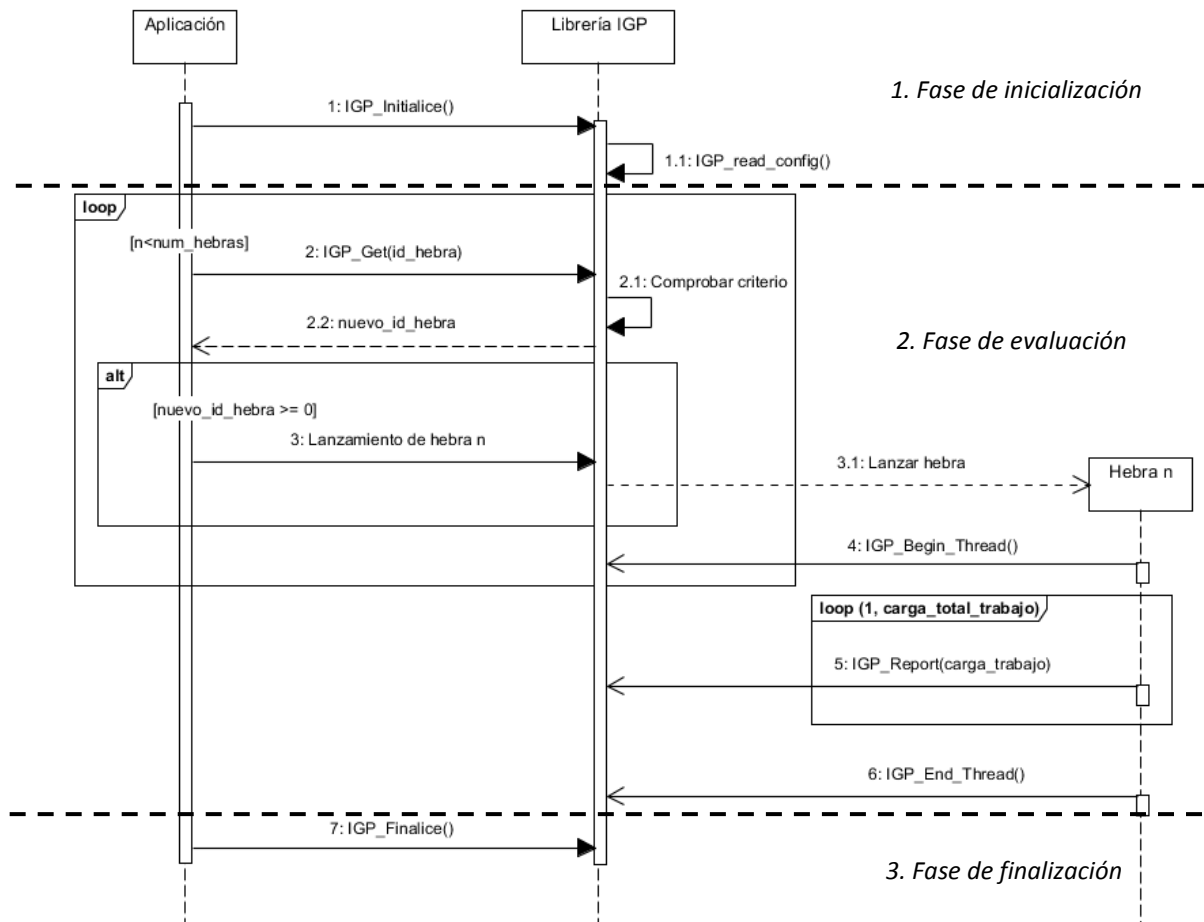 Aplicación
Librería IGP
1. Fase de inicialización
1: IGP_Initialice()
1.1: IGP_read_config()
loop
[n<num_hebras]
2: IGP_Get(id_hebra)
2.1: Comprobar criterio
2.2: nuevo_id_hebra
2. Fase de evaluación
alt
[nuevo_id_hebra >= 0]
3: Lanzamiento de hebra n
3.1: Lanzar hebra
Hebra n
4: IGP_Begin_Thread()
loop (1, carga_total_trabajo)
5: IGP_Report(carga_trabajo)
6: IGP_End_Thread()
7: IGP_Finalice()
3. Fase de finalización